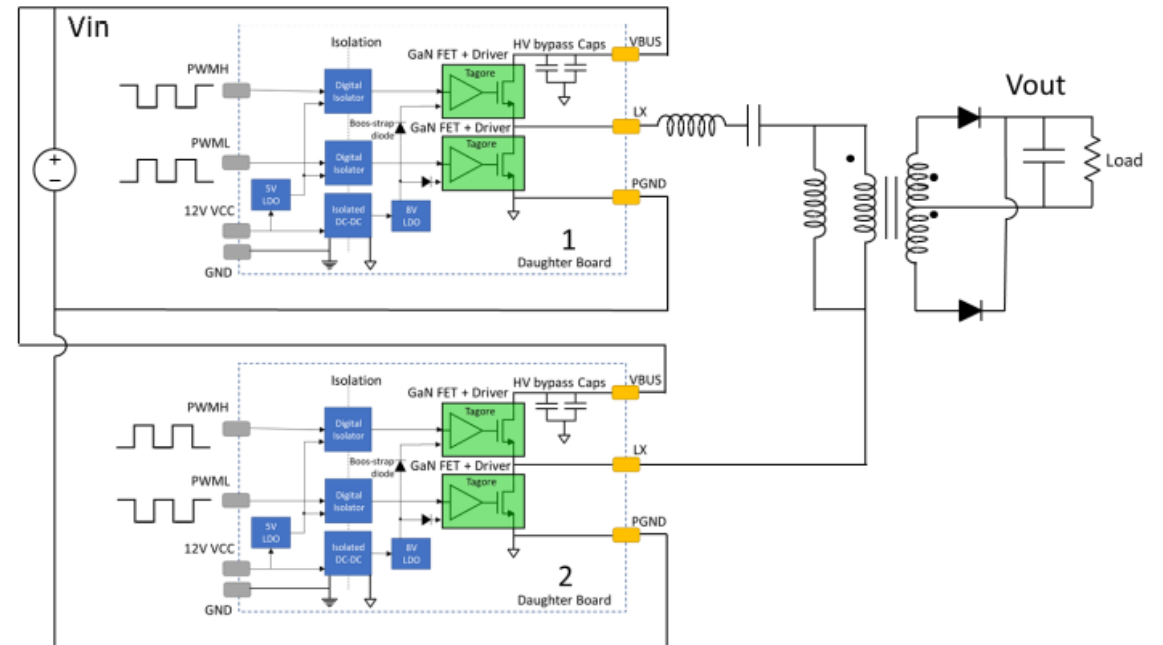 Vin
Isolation
GaN FET + Driver
HV bypass Caps
VBUS
PWMH
Digital
Isolator
Tagore
Boos-strap
diode
GaN FET + Driver
LX
PWML
Digital
Isolator
Tagore
5V
LDO
12V VCC
Isolated
DC-DC
8V
LDO
PGND
GND
1
Daughter Board
Vout
Load
+
−
Isolation
GaN FET + Driver
HV bypass Caps
VBUS
PWMH
Digital
Isolator
Tagore
Boos-strap
diode
GaN FET + Driver
LX
PWML
Digital
Isolator
Tagore
5V
LDO
12V VCC
Isolated
DC-DC
8V
LDO
PGND
GND
2
Daughter Board